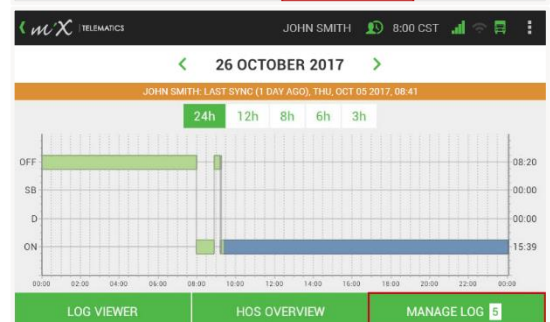 miX | TELEMATICS JOHN SMITH 8:00 CST
26 OCTOBER 2017
JOHN SMITH: LAST SYNC (1 DAY AGO), THU, OCT 05 2017, 08:41
24h 12h 8h 6h 3h
OFF 08:20
SB 00:00
D 00:00
ON 15:39
00:00 02:00 04:00 06:00 08:00 10:00 12:00 14:00 16:00 18:00 20:00 22:00 00:00
LOG VIEWER HOS OVERVIEW MANAGE LOG 5